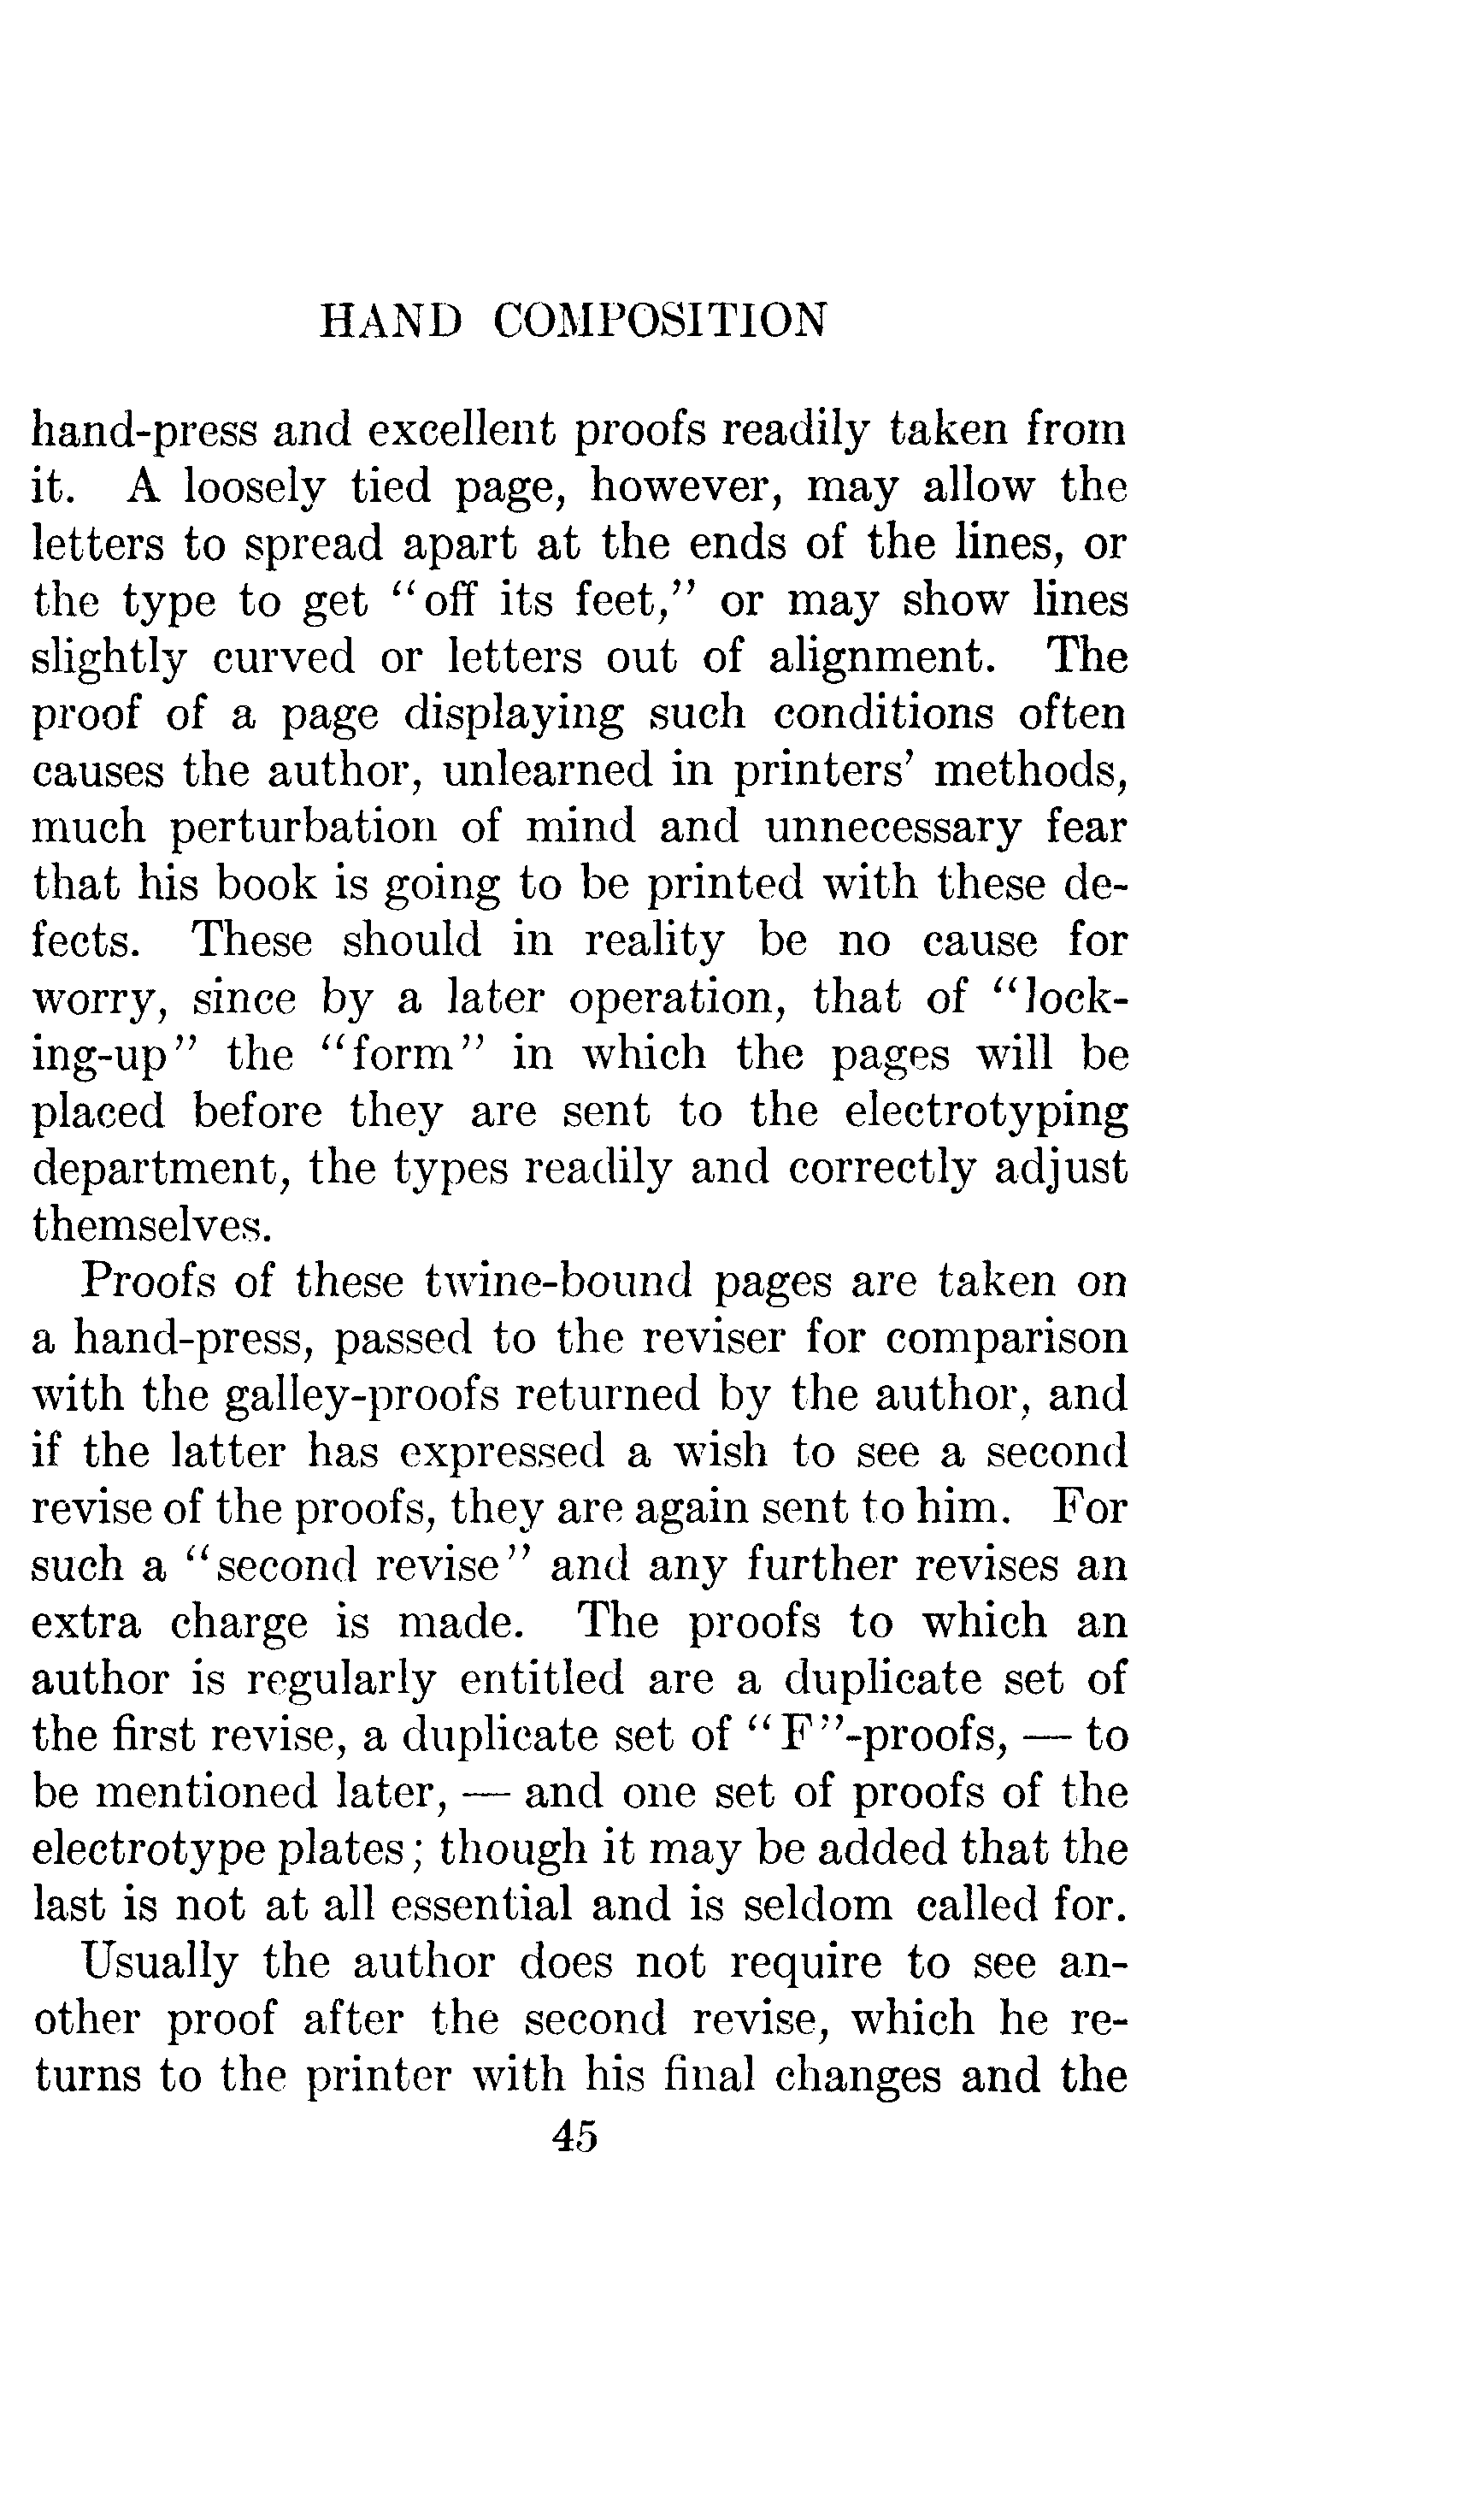 HAND COMPOSITION
hand-press and excellent proofs readily taken from
it. A loosely tied page, however, may allow the
letters to spread apart at the ends of the lines, or
the type to get "off its feet," or may show lines
slightly curved or letters out of alignment. The
proof of a page displaying such conditions often
causes the author, unlearned in printers' methods,
much perturbation of mind and unnecessary fear
that his book is going to be printed with these de-
fects. These should in reality be no cause for
worry, since by a later operation, that of "lock-
ing-up" the "form" in which the pages will be
placed before they are sent to the electrotyping
department, the types readily and correctly adjust
themselves.
Proofs of these twine-bound pages are taken on
a hand-press, passed to the reviser for comparison
with the galley-proofs returned by the author, and
if the latter has expressed a wish to see a second
revise of the proofs, they are again sent to him. For
such a "second revise" and any further revises an
extra charge is made. The proofs to which an
author is regularly entitled are a duplicate set of
the first revise, a duplicate set of "F"-proofs, — to
be mentioned later, — and one set of proofs of the
electrotype plates; though it may be added that the
last is not at all essential and is seldom called for.
Usually the author does not require to see an-
other proof after the second revise, which he re-
turns to the printer with his final changes and the
45